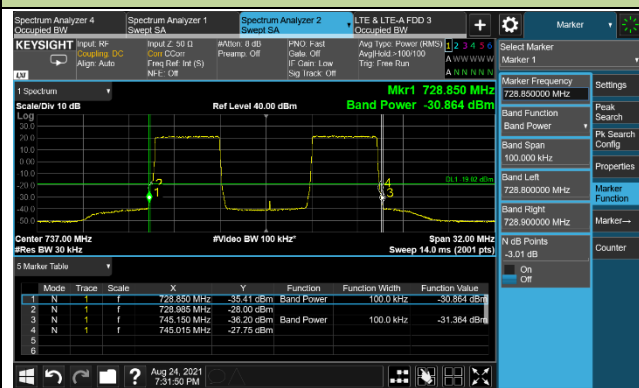 Spectrum Analyzer 4
Occupied BW
Spectrum Analyzer 1
Swept SA
Spectrum Analyzer 2
Swept SA
LTE & LTE-A FDD 3
Occupied BW
Marker
KEYSIGHT
Input: RF
Coupling: DC
Align: Auto
Input Z: 50 Ω
Corr CCorr
Freq Ref: Int (S)
NFE: Off
#Atten: 8 dB
Preamp: Off
PNO: Fast
Gate: Off
IF Gain: Low
Sig Track: Off
Avg Type: Power (RMS)
Avg|Hold >100/100
Trig: Free Run
1 2 3 4 5 6
A W W W W W
A N N N N N
LXI
Select Marker
Marker 1
Marker Frequency
728.850000 MHz
Band Function
Band Power
Band Span
100.000 kHz
Band Left
728.800000 MHz
Band Right
728.900000 MHz
N dB Points
-3.01 dB
On
Off
Settings
Peak
Search
Pk Search
Config
Properties
Marker
Function
Marker→
Counter
1 Spectrum
Scale/Div 10 dB
Ref Level 40.00 dBm
Mkr1 728.850 MHz
Band Power -30.864 dBm
Log
30.0
20.0
10.0
0.00
-10.0
-20.0
-30.0
-40.0
-50.0
2
1
4
3
Center 737.00 MHz
#Res BW 30 kHz
#Video BW 100 kHz*
Span 32.00 MHz
Sweep 14.0 ms (2001 pts)
5 Marker Table
Mode Trace Scale X Y Function Function Width Function Value
1 N 1 f 728.850 MHz -35.41 dBm Band Power 100.0 kHz -30.864 dBm
2 N 1 f 728.985 MHz -28.00 dBm
3 N 1 f 745.150 MHz -36.20 dBm Band Power 100.0 kHz -31.364 dBm
4 N 1 f 745.015 MHz -27.75 dBm
5
6
Aug 24, 2021
7:31:50 PM